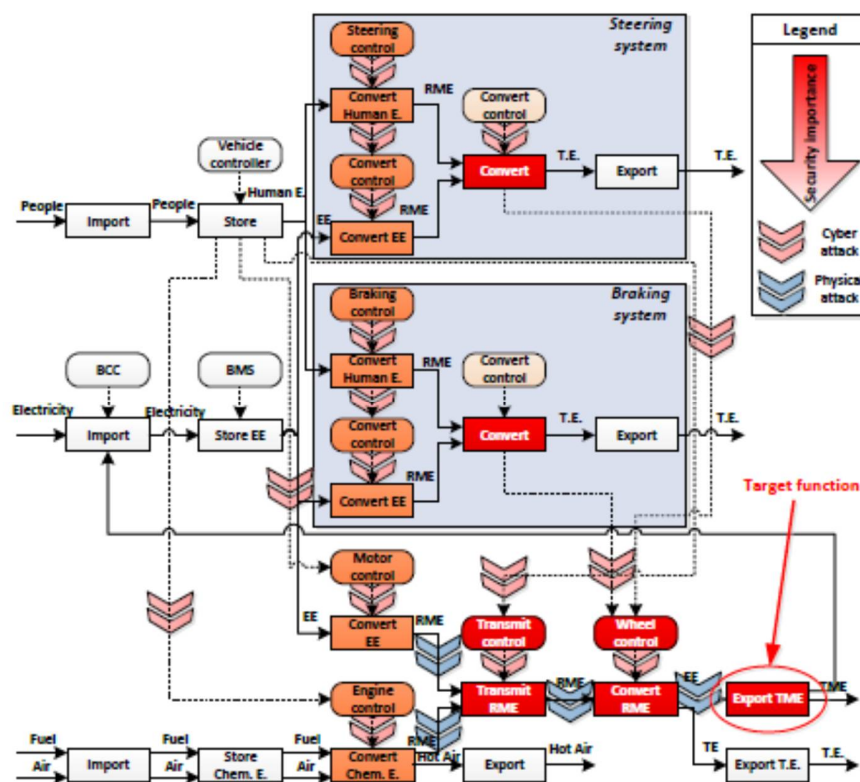 Steering
control
Steering
system
Legend
Security importance
Cyber
attack
Physical
attack
Convert
Human E.
RME
Convert
control
Vehicle
controller
Convert
control
Convert
T.E.
Export
T.E.
People
Import
People
Store
Human E.
EE
Convert EE
RME
Braking
control
Braking
system
Convert
Human E.
RME
Convert
control
BCC
BMS
Convert
control
Convert
T.E.
Export
T.E.
Electricity
Import
Electricity
Store EE
Convert EE
RME
Target function
Motor
control
EE
Convert
EE
RME
Transmit
control
Wheel
control
Transmit
RME
RME
Convert
RME
EE
Export TME
TME
Engine
control
Fuel
Air
Import
Fuel
Air
Store
Chem. E.
Fuel
Air
Convert
Chem. E.
RME
Hot Air
Export
Hot Air
TE
Export T.E.
T.E.